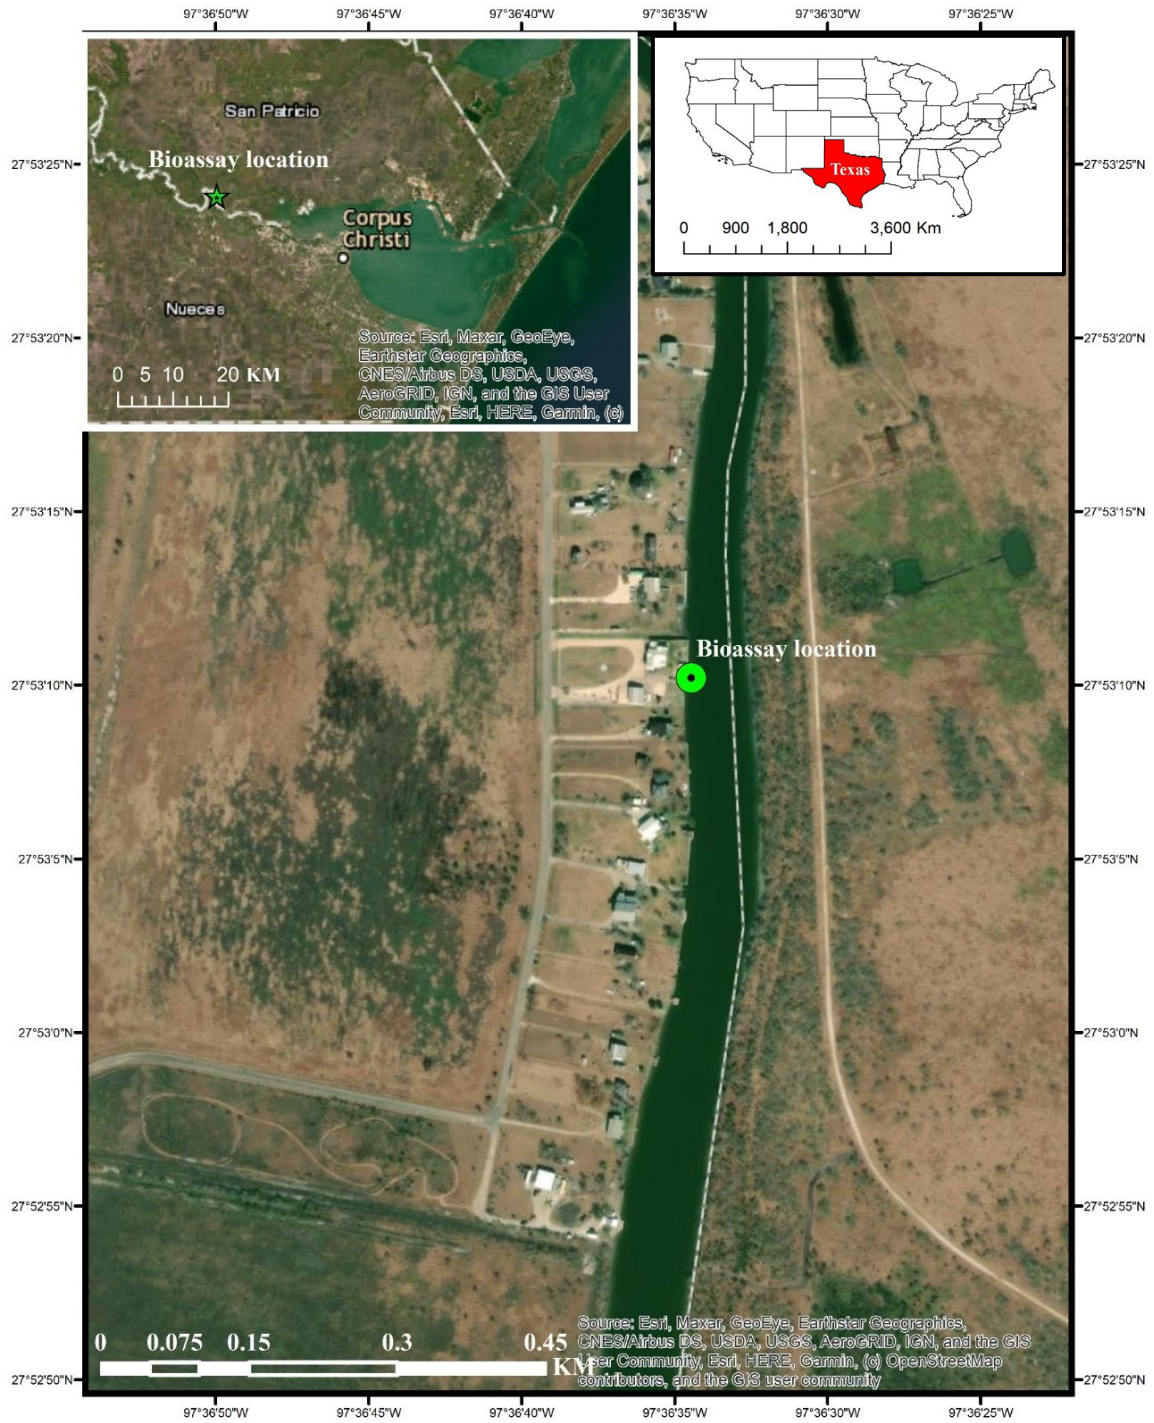 97°36'50"W
97°36'45"W
97°36'40"W
97°36'35"W
97°36'30"W
97°36'25"W
San Patricio
Bioassay location
Corpus
Christi
Nueces
0 5 10 20 KM
Source: Esri, Maxar, GeoEye,
Earthstar Geographics,
CNES/Airbus DS, USDA, USGS,
AeroGRID, IGN, and the GIS User
Community, Esri, HERE, Garmin, (c)
Texas
0 900 1,800 3,600 Km
27°53'25"N
27°53'25"N
27°53'20"N
27°53'20"N
27°53'15"N
27°53'15"N
Bioassay location
27°53'10"N
27°53'10"N
27°53'5"N
27°53'5"N
27°53'0"N
27°53'0"N
27°52'55"N
27°52'55"N
0 0.075 0.15 0.3 0.45
KM
Source: Esri, Maxar, GeoEye, Earthstar Geographics,
CNES/Airbus DS, USDA, USGS, AeroGRID, IGN, and the GIS
User Community, Esri, HERE, Garmin, (c) OpenStreetMap
contributors, and the GIS user community
27°52'50"N
27°52'50"N
97°36'50"W
97°36'45"W
97°36'40"W
97°36'35"W
97°36'30"W
97°36'25"W